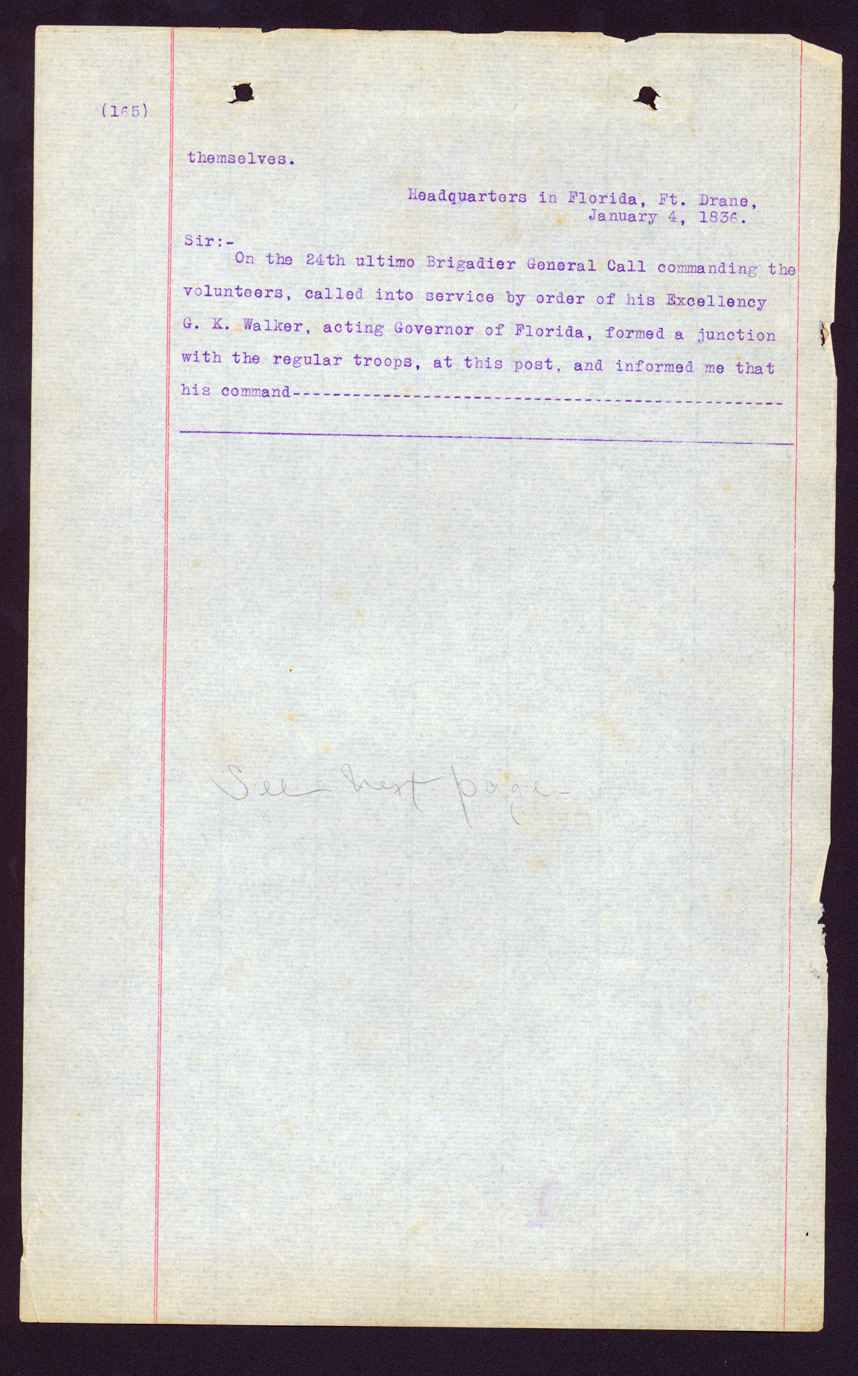 (165)
themselves.
Headquarters in Florida, Ft. Drane,
January 4, 1836.
Sir:-
On the 24th ultimo Brigadier General Call commanding the
volunteers, called into service by order of his Excellency
G. K. Walker, acting Governor of Florida, formed a junction
with the regular troops, at this post, and informed me that
his command-------------------------------------------------
See next page-